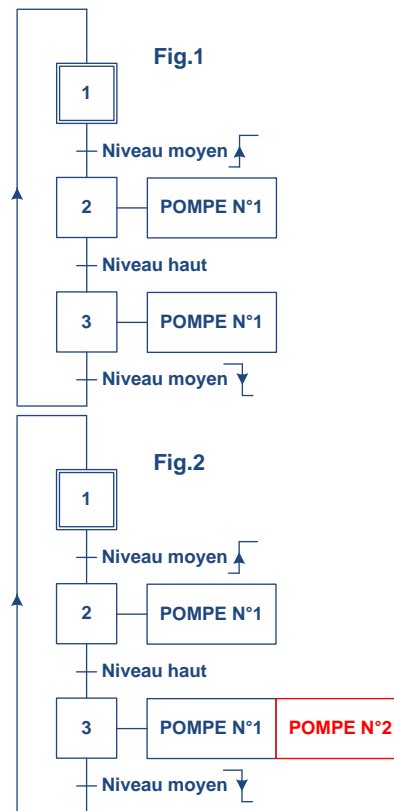 Fig.1
1
Niveau moyen
2 POMPE N°1
Niveau haut
3 POMPE N°1
Niveau moyen
Fig.2
1
Niveau moyen
2 POMPE N°1
Niveau haut
3 POMPE N°1 POMPE N°2
Niveau moyen